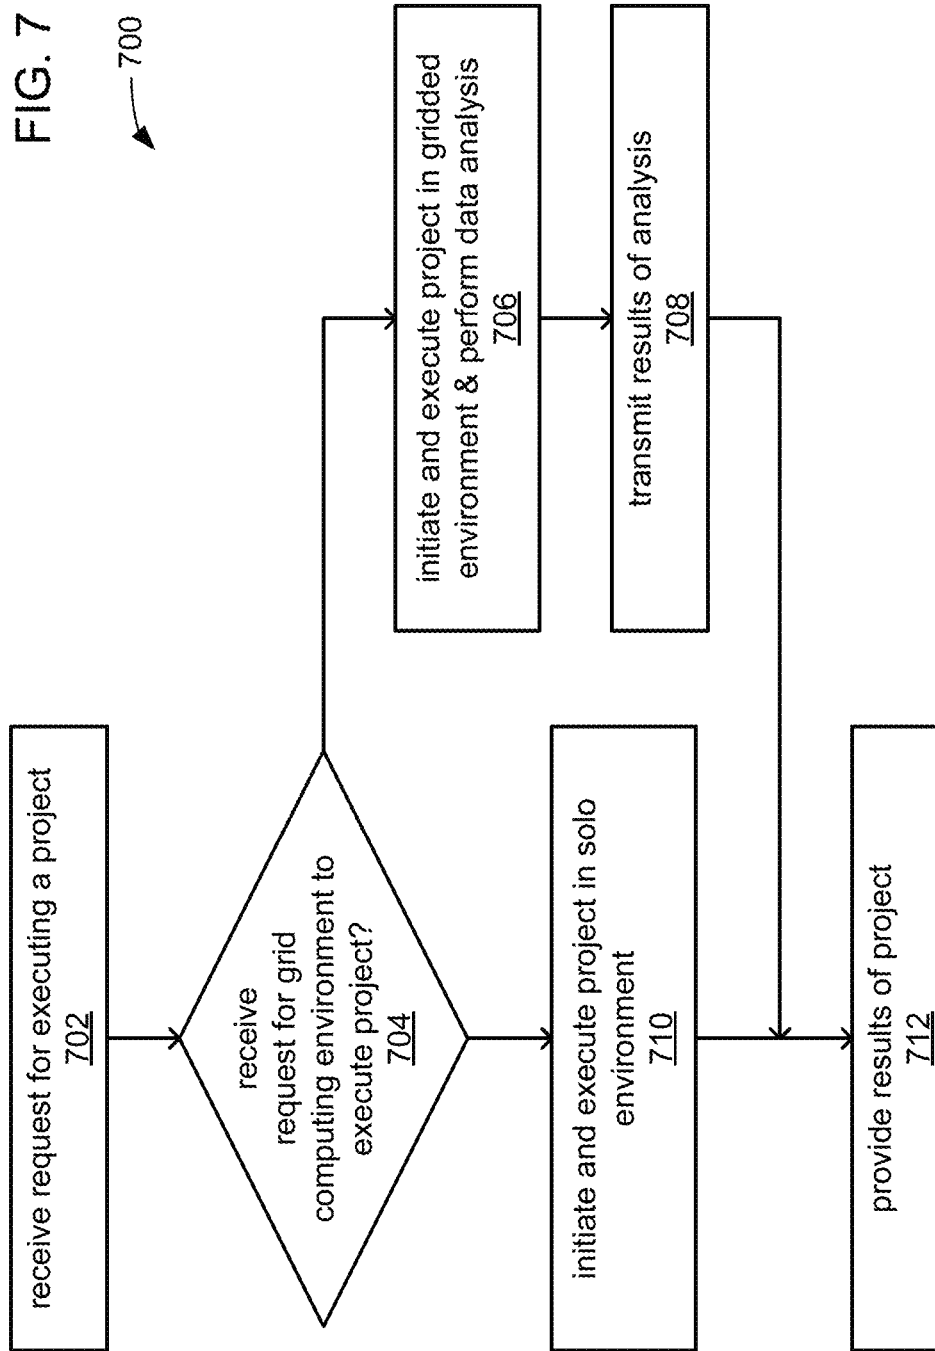 FIG. 7
700
receive request for executing a project
702
receive
request for grid
computing environment to
execute project?
704
initiate and execute project in gridded
environment & perform data analysis
706
transmit results of analysis
708
initiate and execute project in solo
environment
710
provide results of project
712